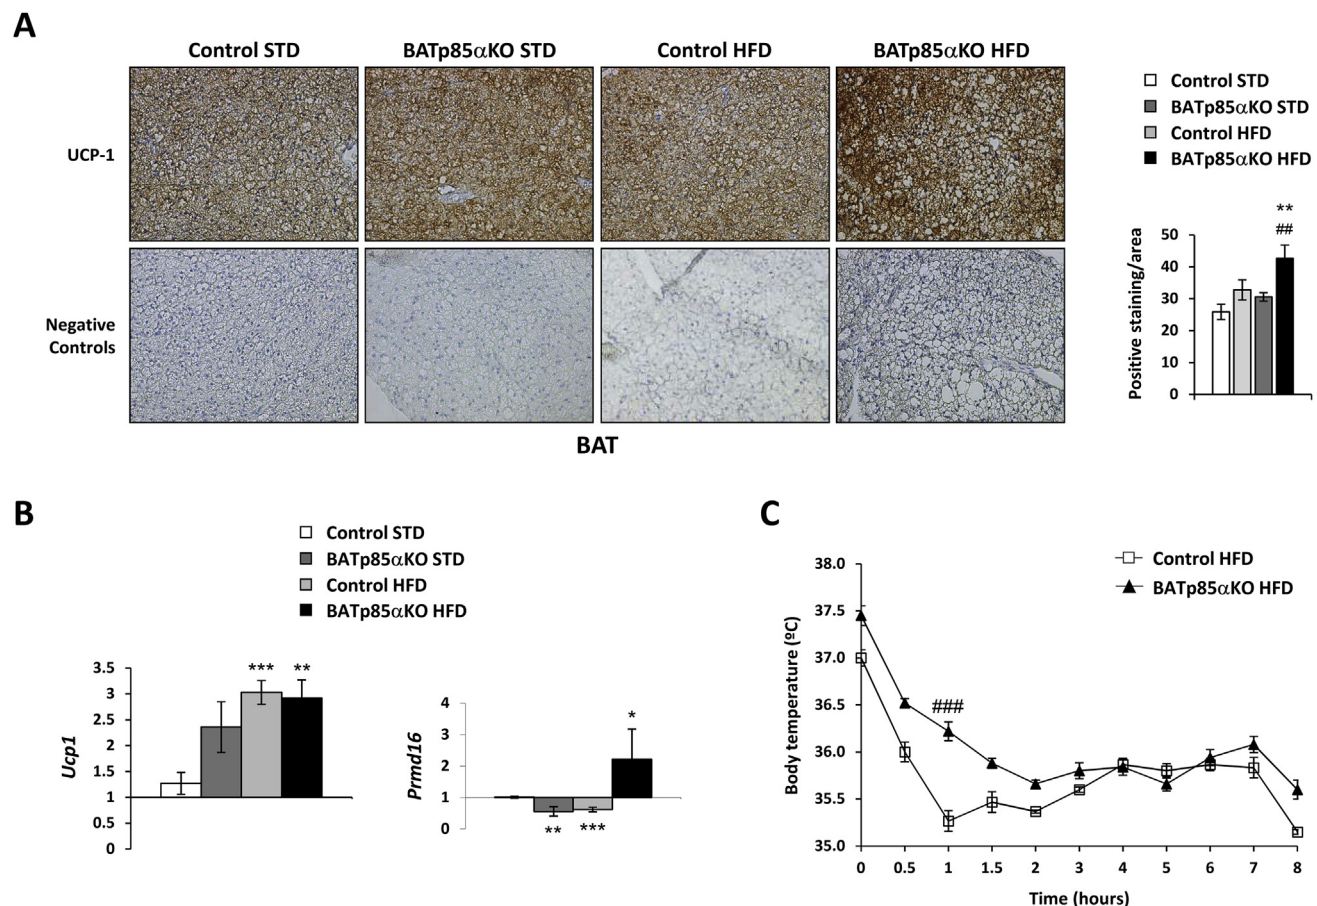 A
Control STD
BATp85αKO STD
Control HFD
BATp85αKO HFD
UCP-1
Negative
Controls
BAT
Control STD
BATp85αKO STD
Control HFD
BATp85αKO HFD
**
##
Positive staining/area
50
40
30
20
10
0
B
Control STD
BATp85αKO STD
Control HFD
BATp85αKO HFD
Ucp1
3.5
3
2.5
2
1.5
1
0.5
0
***
**
Prmd16
4
3
2
1
0
**
***
*
C
Control HFD
BATp85αKO HFD
Body temperature (ºC)
38.0
37.5
37.0
36.5
36.0
35.5
35.0
###
0 0.5 1 1.5 2 3 4 5 6 7 8
Time (hours)